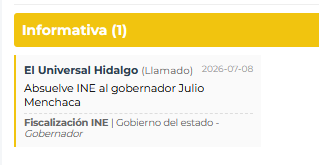 Informativa (1)
El Universal Hidalgo (Llamado) 2026-07-08
Absuelve INE al gobernador Julio
Menchaca
Fiscalización INE | Gobierno del estado -
Gobernador